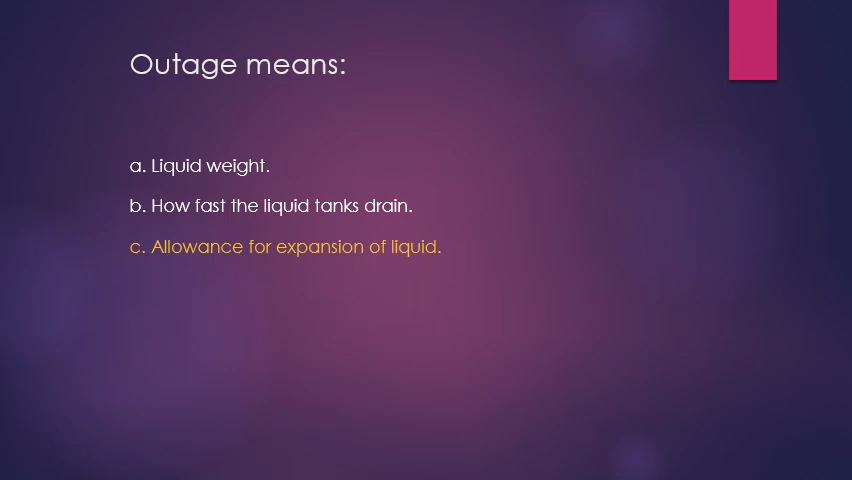 Outage means:
a. Liquid weight.
b. How fast the liquid tanks drain.
c. Allowance for expansion of liquid.